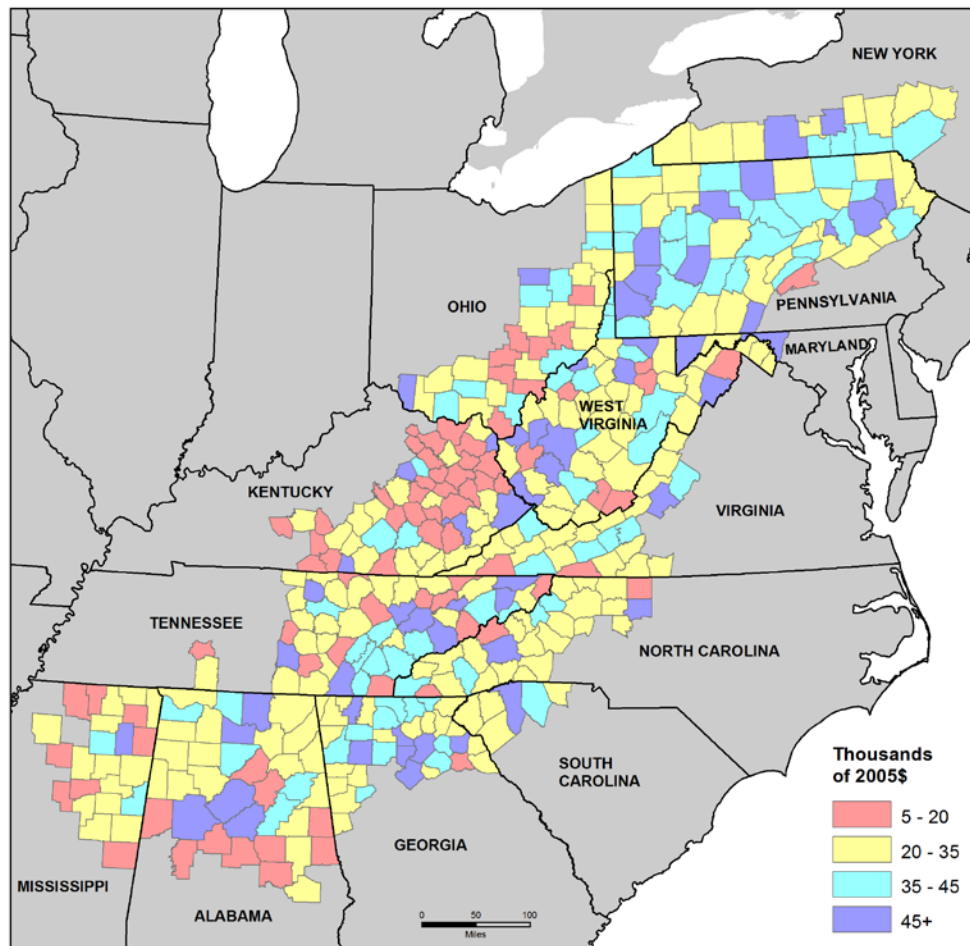 NEW YORK
PENNSYLVANIA
OHIO
MARYLAND
WEST
VIRGINIA
KENTUCKY
VIRGINIA
TENNESSEE
NORTH CAROLINA
SOUTH
CAROLINA
GEORGIA
MISSISSIPPI
ALABAMA
0 50 100
Miles
Thousands
of 2005$
5 - 20
20 - 35
35 - 45
45+